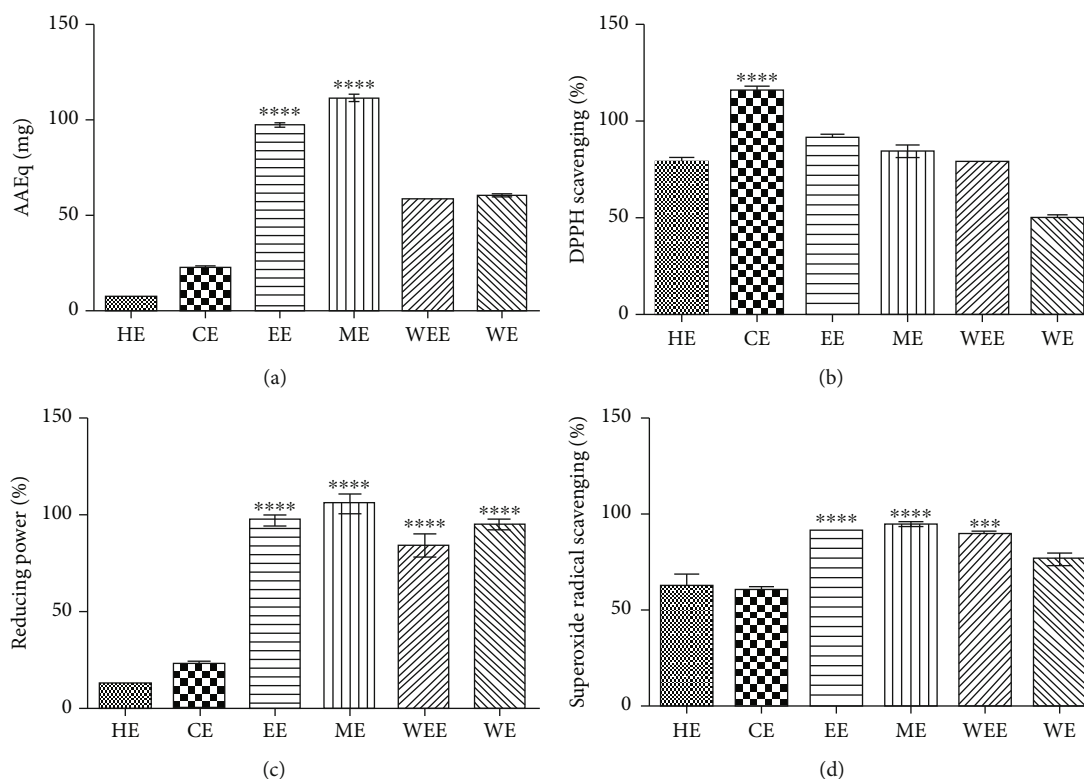 150
100
50
0
AAEq (mg)
****
****
HE CE EE ME WEE WE
(a)
150
100
50
0
DPPH scavenging (%)
****
HE CE EE ME WEE WE
(b)
150
100
50
0
Reducing power (%)
****
****
****
****
HE CE EE ME WEE WE
(c)
150
100
50
0
Superoxide radical scavenging (%)
****
****
***
HE CE EE ME WEE WE
(d)